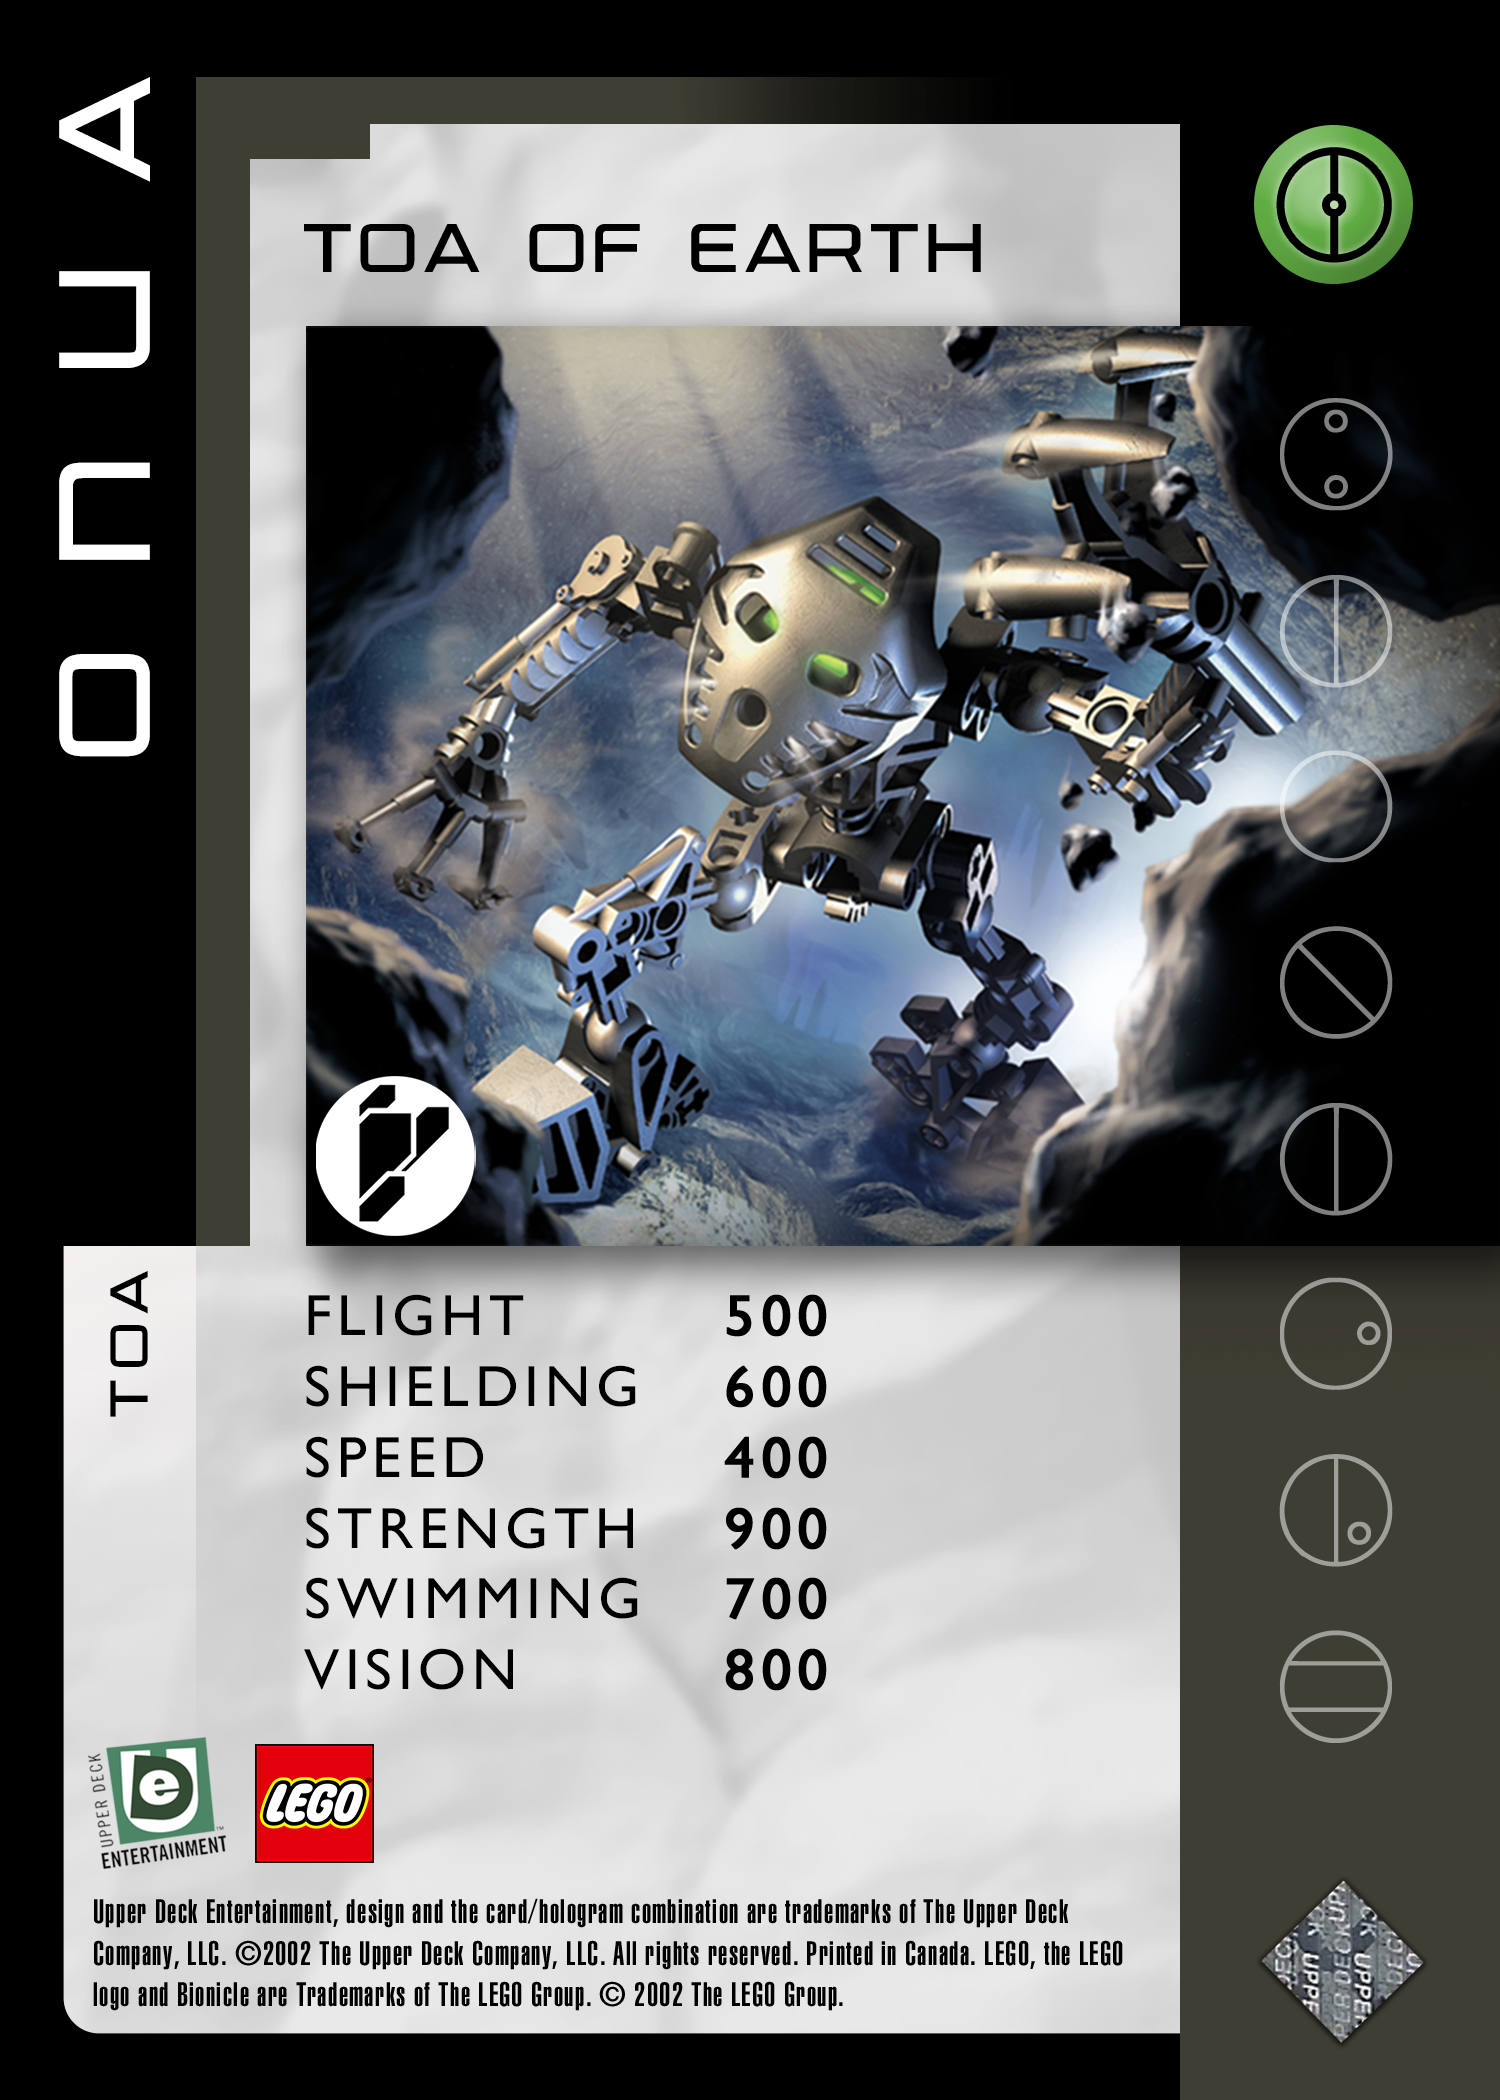 ONUA
TOA OF EARTH
TOA
FLIGHT 500
SHIELDING 600
SPEED 400
STRENGTH 900
SWIMMING 700
VISION 800
UPPER DECK
ENTERTAINMENT™
LEGO
Upper Deck Entertainment, design and the card/hologram combination are trademarks of The Upper Deck
Company, LLC. ©2002 The Upper Deck Company, LLC. All rights reserved. Printed in Canada. LEGO, the LEGO
logo and Bionicle are Trademarks of The LEGO Group. © 2002 The LEGO Group.